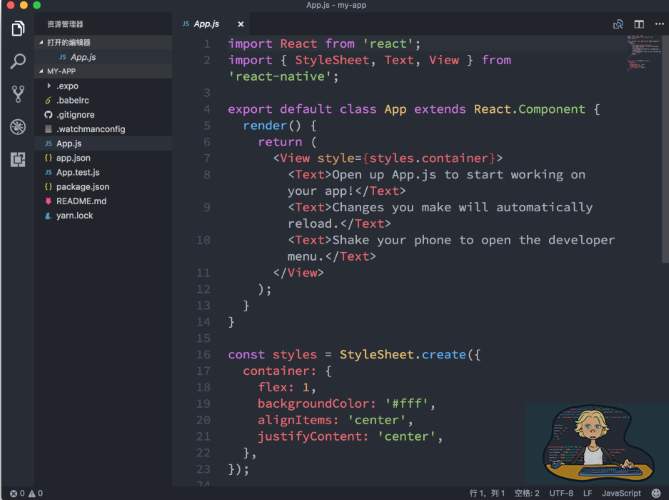 App.js - my-app
资源管理器
打开的编辑器
JS App.js
MY-APP
.expo
.babelrc
.gitignore
.watchmanconfig
JS App.js
{} app.json
JS App.test.js
{} package.json
README.md
yarn.lock
JS App.js ×
1 import React from 'react';
2 import { StyleSheet, Text, View } from
'react-native';
3
4 export default class App extends React.Component {
5 render() {
6 return (
7 <View style={styles.container}>
8 <Text>Open up App.js to start working on
your app!</Text>
9 <Text>Changes you make will automatically
reload.</Text>
10 <Text>Shake your phone to open the developer
menu.</Text>
11 </View>
12 );
13 }
14 }
15
16 const styles = StyleSheet.create({
17 container: {
18 flex: 1,
19 backgroundColor: '#fff',
20 alignItems: 'center',
21 justifyContent: 'center',
22 },
23 });
24
0 0
行 1，列 1 空格: 2 UTF-8 LF JavaScript